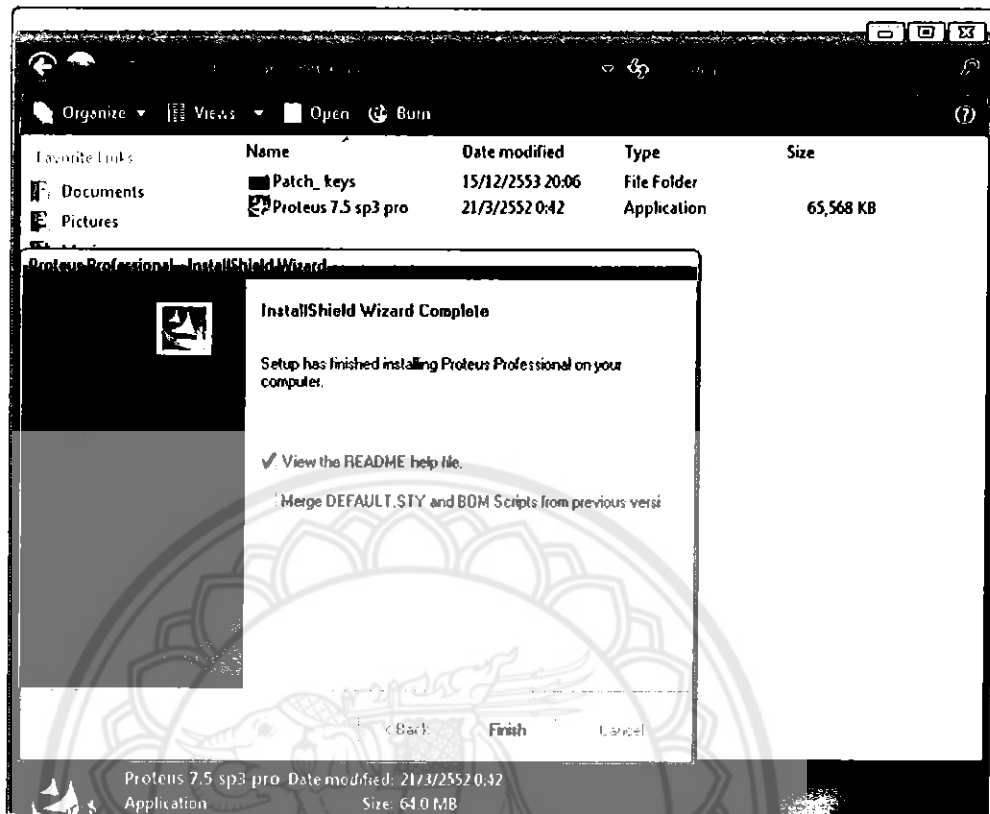 Organize Views Open Burn
Favorite Links Name Date modified Type Size
Documents Patch_ keys 15/12/2553 20:06 File Folder
Pictures Proteus 7.5 sp3 pro 21/3/2552 0:42 Application 65,568 KB
Proteus Professional - InstallShield Wizard
InstallShield Wizard Complete
Setup has finished installing Proteus Professional on your
computer.
View the README help file.
Merge DEFAULT.STY and BOM Scripts from previous versi
< Back Finish Cancel
Proteus 7.5 sp3 pro Date modified: 21/3/2552 0:42
Application Size: 64.0 MB